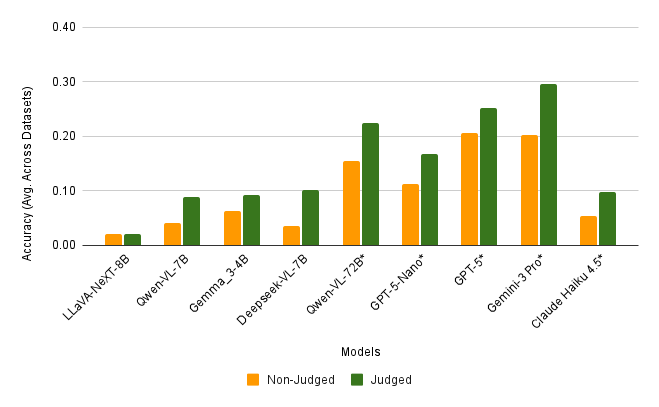 0.40
0.30
0.20
0.10
0.00
Accuracy (Avg. Across Datasets)
LLaVA-NeXT-8B
Qwen-VL-7B
Gemma_3-4B
Deepseek-VL-7B
Qwen-VL-72B*
GPT-5-Nano*
GPT-5*
Gemini-3 Pro*
Claude Haiku 4.5*
Models
Non-Judged Judged